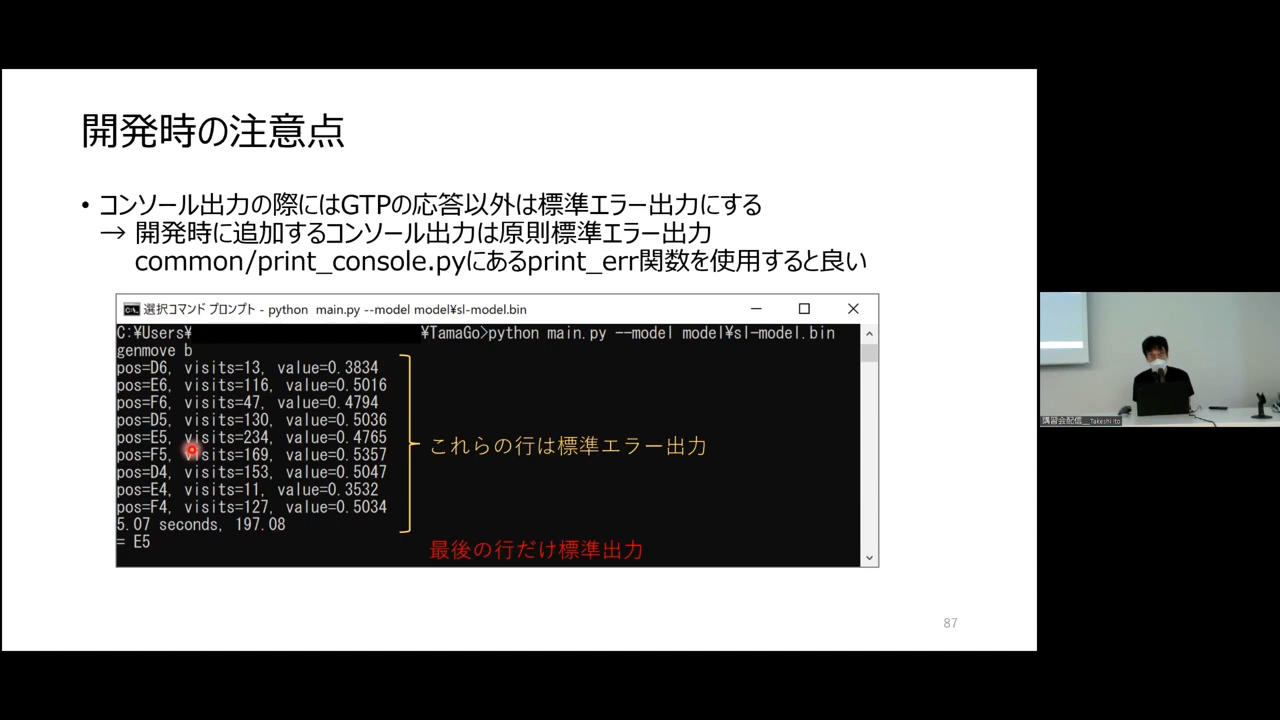 開発時の注意点
• コンソール出力の際にはGTPの応答以外は標準エラー出力にする
→ 開発時に追加するコンソール出力は原則標準エラー出力
common/print_console.pyにあるprint_err関数を使用すると良い
選択コマンド プロンプト - python main.py --model model¥sl-model.bin
C:¥Users¥ ¥TamaGo>python main.py --model model¥sl-model.bin
genmove b
pos=D6, visits=13, value=0.3834
pos=E6, visits=116, value=0.5016
pos=F6, visits=47, value=0.4794
pos=D5, visits=130, value=0.5036
pos=E5, visits=234, value=0.4765
pos=F5, visits=169, value=0.5357
pos=D4, visits=153, value=0.5047
pos=E4, visits=11, value=0.3532
pos=F4, visits=127, value=0.5034
5.07 seconds, 197.08
= E5
これらの行は標準エラー出力
最後の行だけ標準出力
87
講習会配信__Takeshi Ito